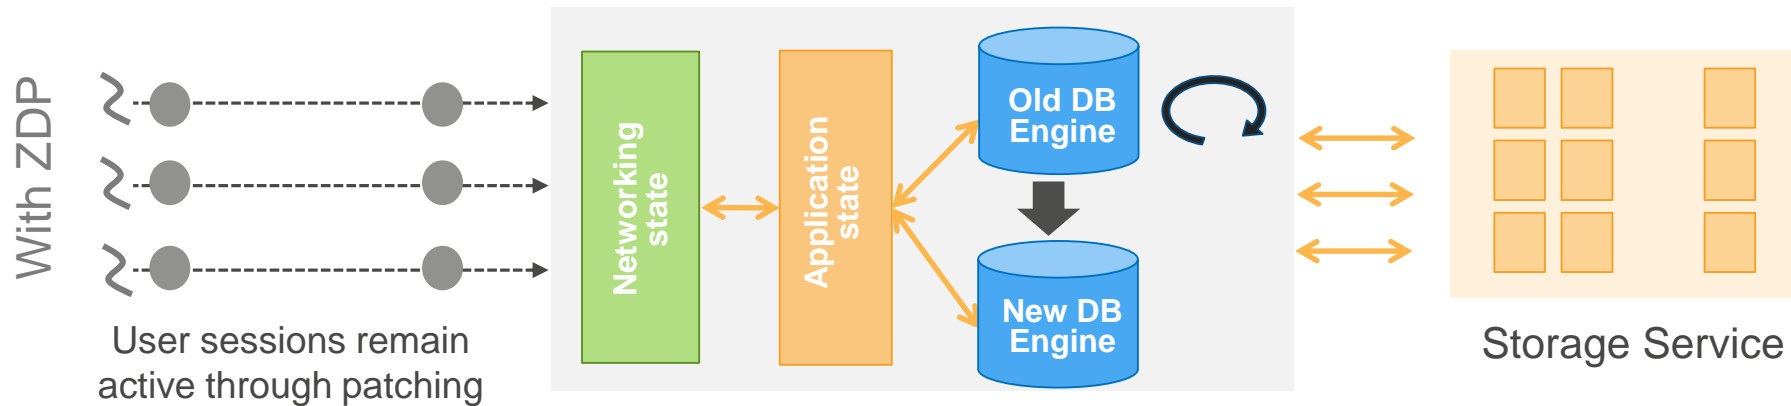 With ZDP
User sessions remain
active through patching
Networking
state
Application
state
Old DB
Engine
New DB
Engine
Storage Service